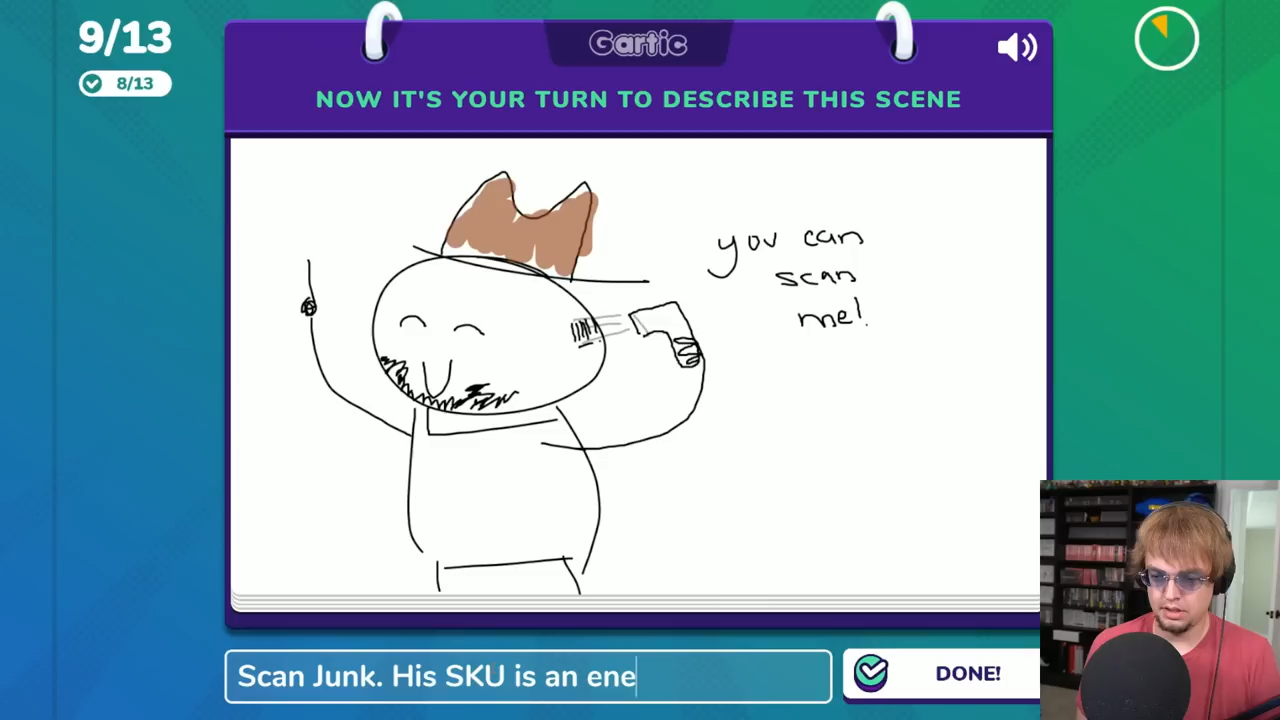 9/13
8/13
Gartic
NOW IT'S YOUR TURN TO DESCRIBE THIS SCENE
you can
scan
me!
Scan Junk. His SKU is an ene
DONE!